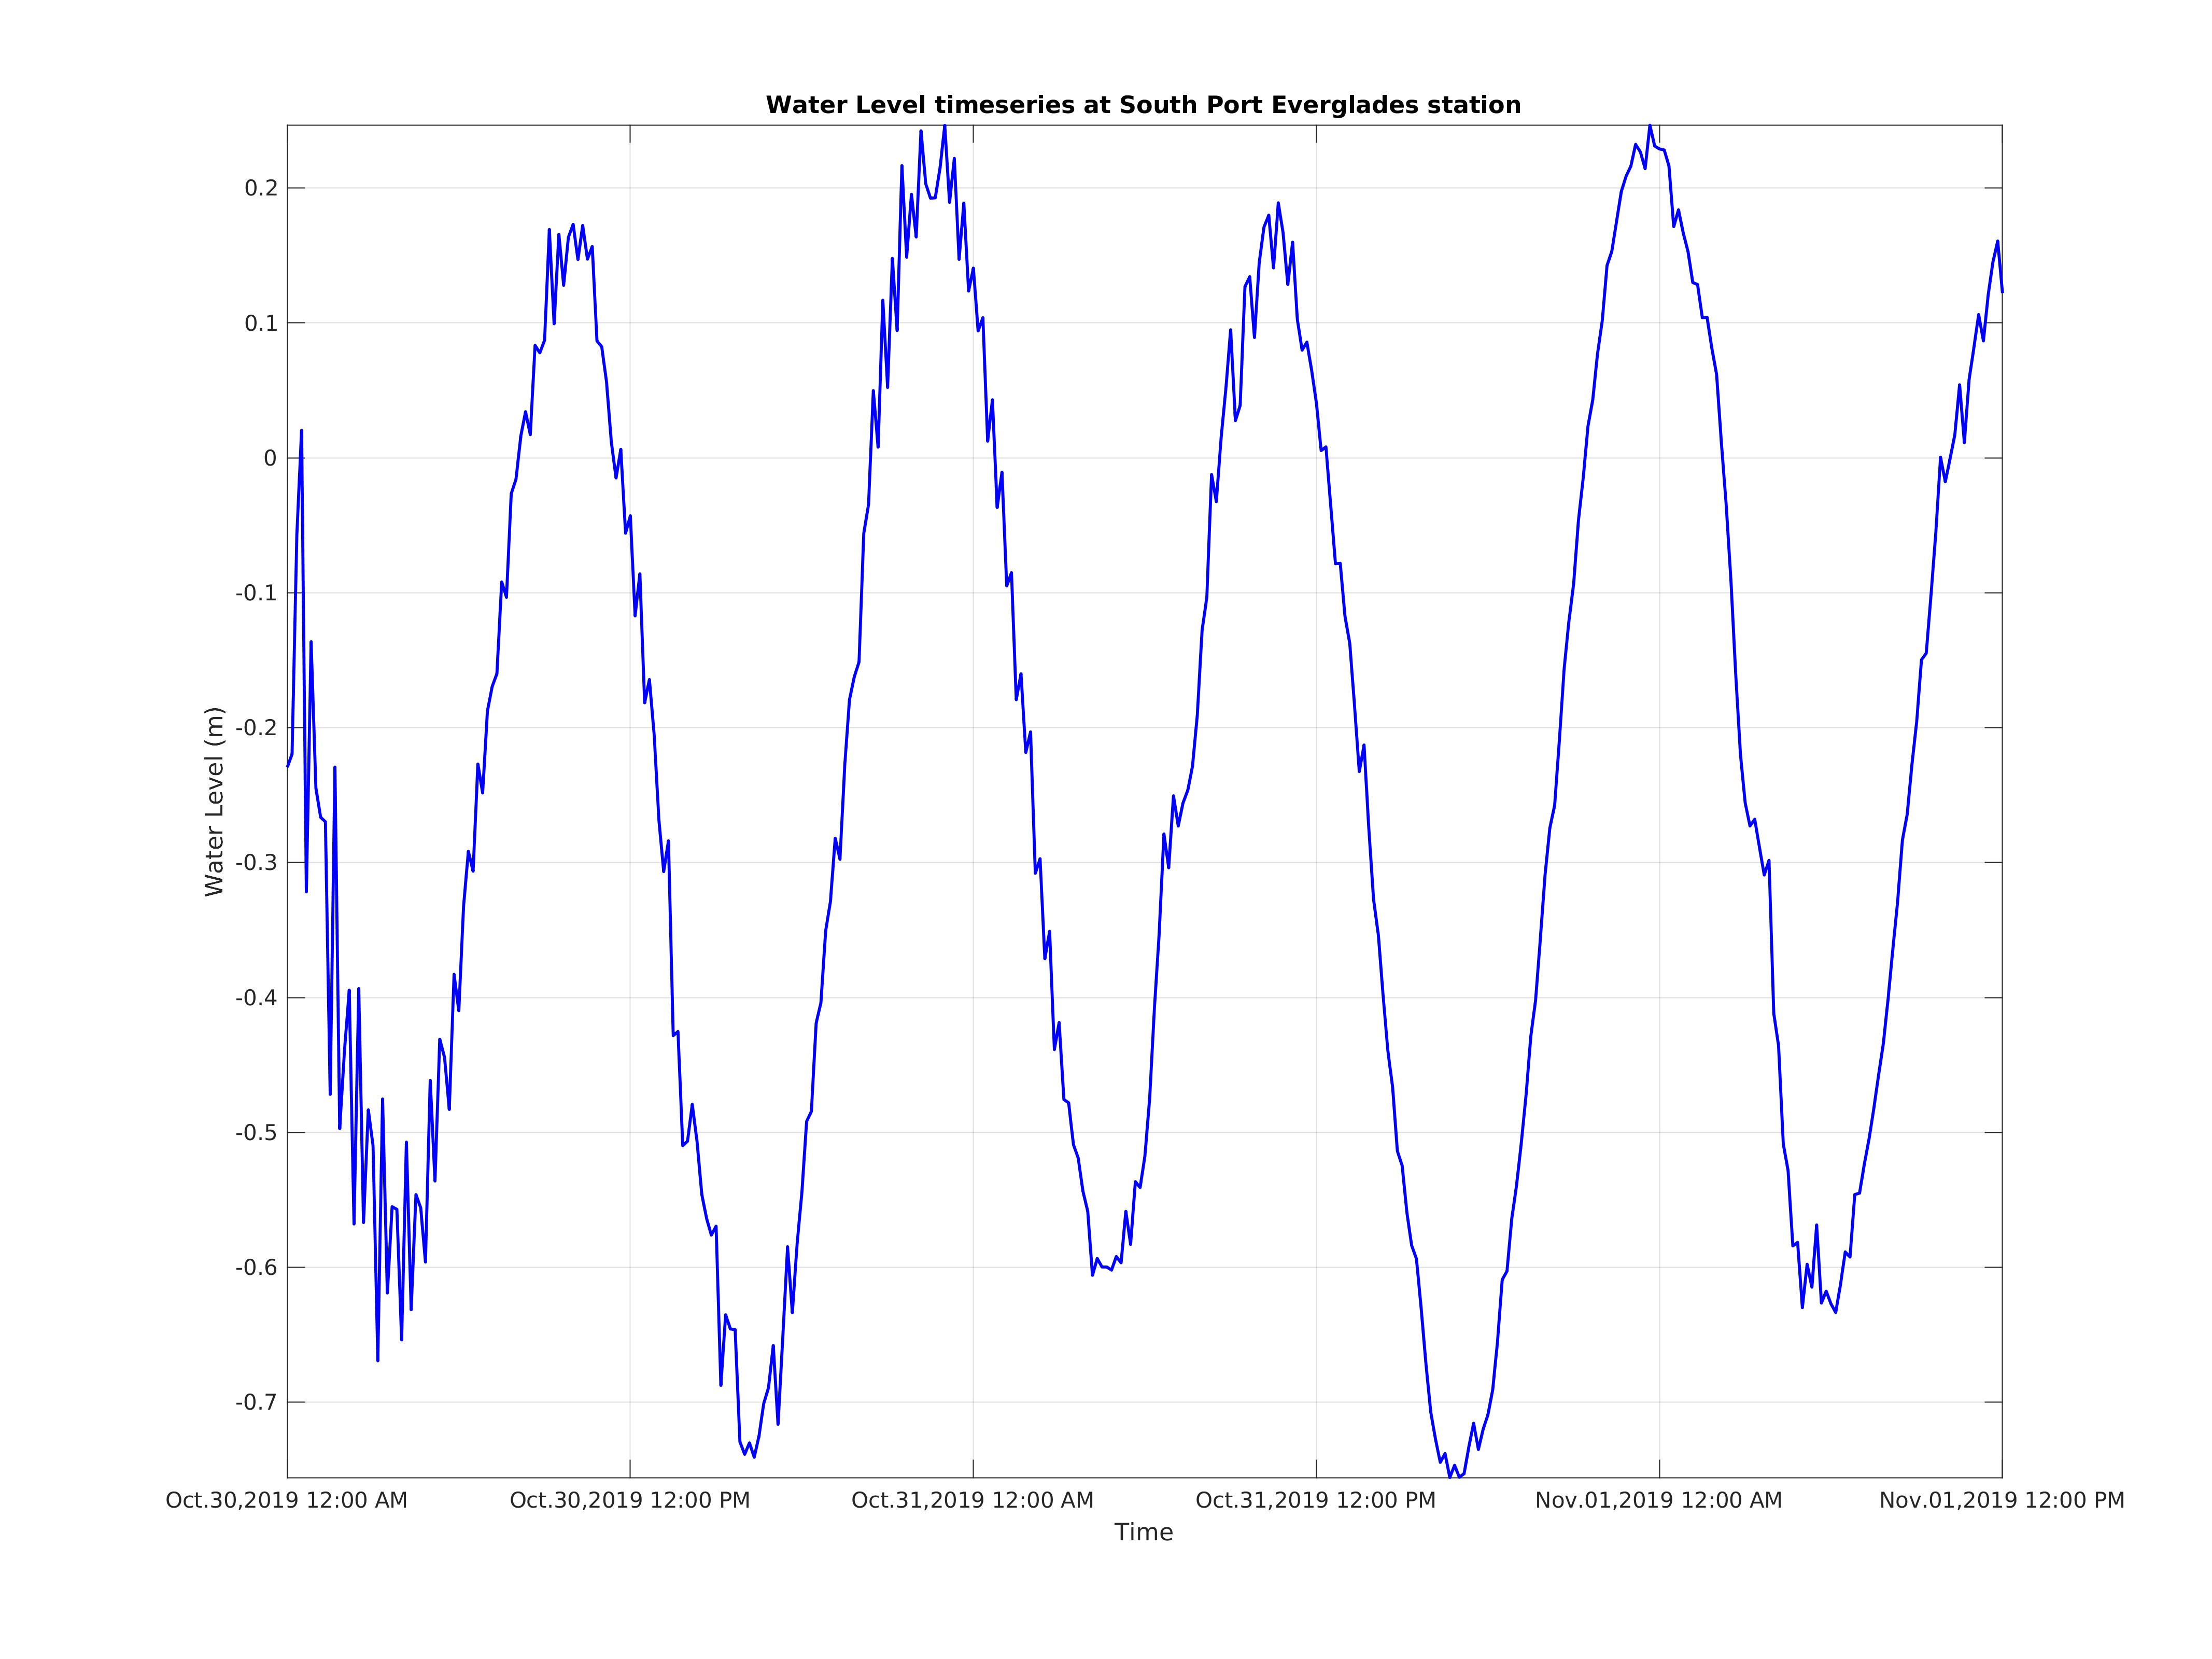 Water Level timeseries at South Port Everglades station
0.2
0.1
0
-0.1
-0.2
-0.3
-0.4
-0.5
-0.6
-0.7
Water Level (m)
Oct.30,2019 12:00 AM
Oct.30,2019 12:00 PM
Oct.31,2019 12:00 AM
Oct.31,2019 12:00 PM
Nov.01,2019 12:00 AM
Nov.01,2019 12:00 PM
Time